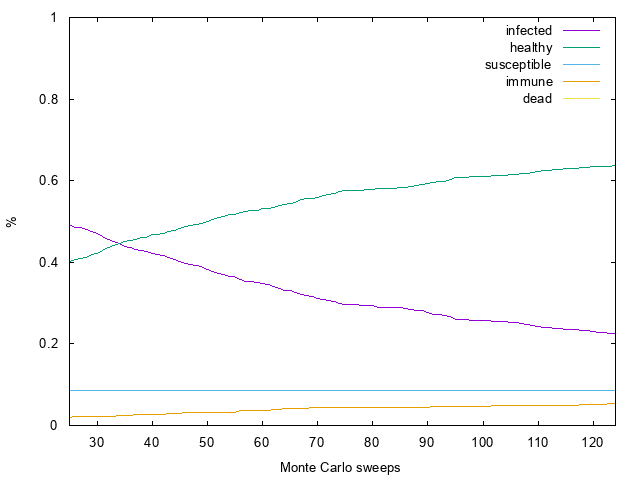 1
0.8
0.6
0.4
0.2
0
%
infected
healthy
susceptible
immune
dead
30 40 50 60 70 80 90 100 110 120
Monte Carlo sweeps